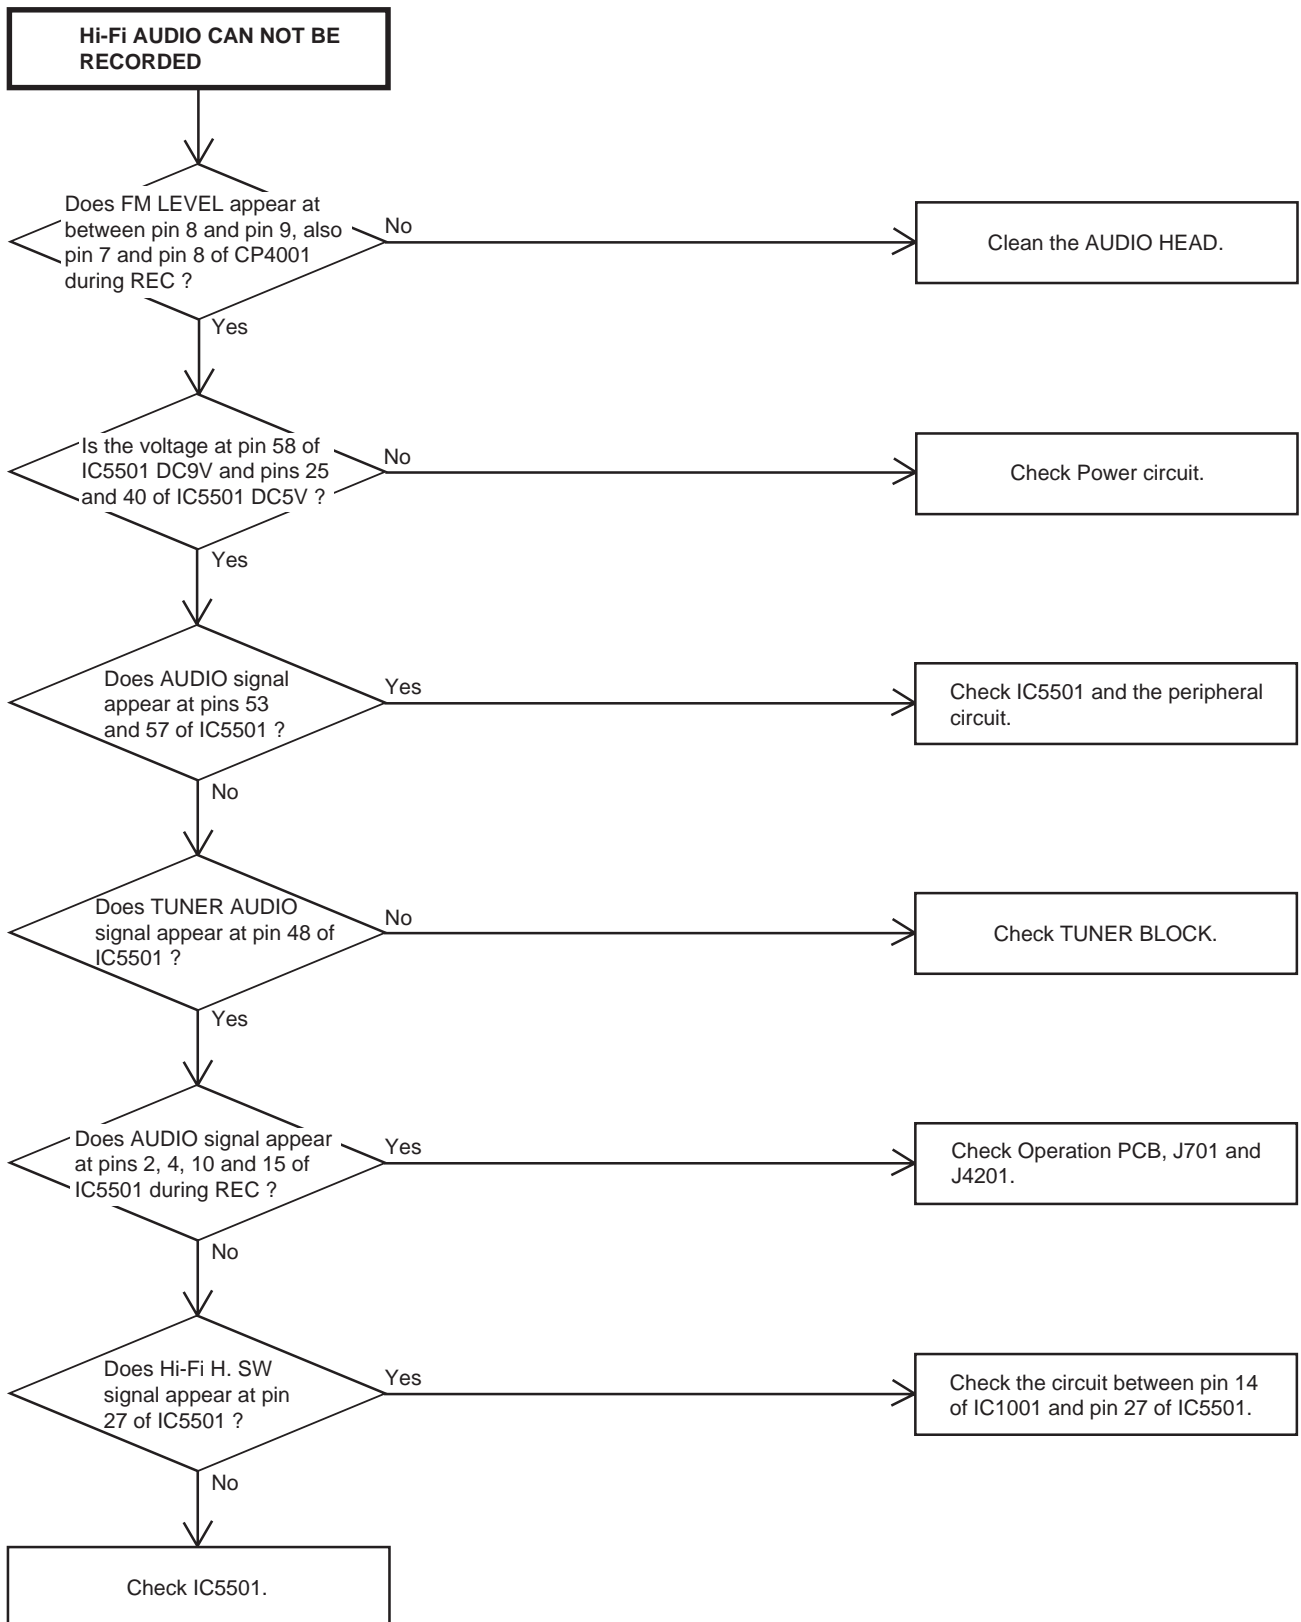 Hi-Fi AUDIO CAN NOT BE
RECORDED
Does FM LEVEL appear at
between pin 8 and pin 9, also
pin 7 and pin 8 of CP4001
during REC ?
No
Clean the AUDIO HEAD.
Yes
Is the voltage at pin 58 of
IC5501 DC9V and pins 25
and 40 of IC5501 DC5V ?
No
Check Power circuit.
Yes
Does AUDIO signal
appear at pins 53
and 57 of IC5501 ?
Yes
Check IC5501 and the peripheral
circuit.
No
Does TUNER AUDIO
signal appear at pin 48 of
IC5501 ?
No
Check TUNER BLOCK.
Yes
Does AUDIO signal appear
at pins 2, 4, 10 and 15 of
IC5501 during REC ?
Yes
Check Operation PCB, J701 and
J4201.
No
Does Hi-Fi H. SW
signal appear at pin
27 of IC5501 ?
Yes
Check the circuit between pin 14
of IC1001 and pin 27 of IC5501.
No
Check IC5501.